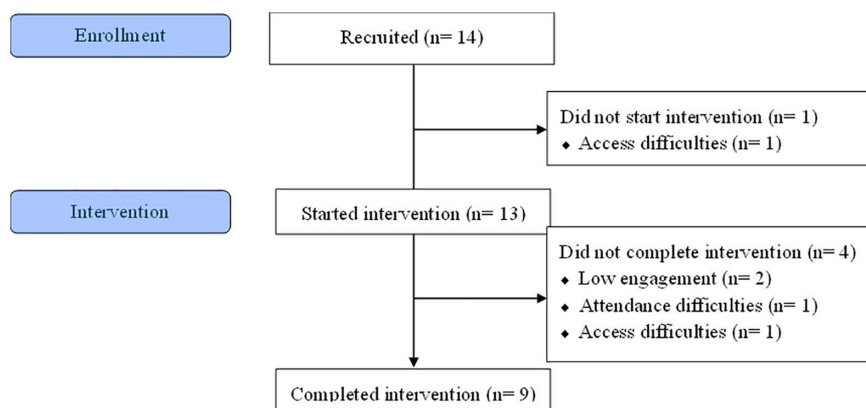 Enrollment
Recruited (n= 14)
Did not start intervention (n= 1)
♦ Access difficulties (n= 1)
Intervention
Started intervention (n= 13)
Did not complete intervention (n= 4)
♦ Low engagement (n= 2)
♦ Attendance difficulties (n= 1)
♦ Access difficulties (n= 1)
Completed intervention (n= 9)